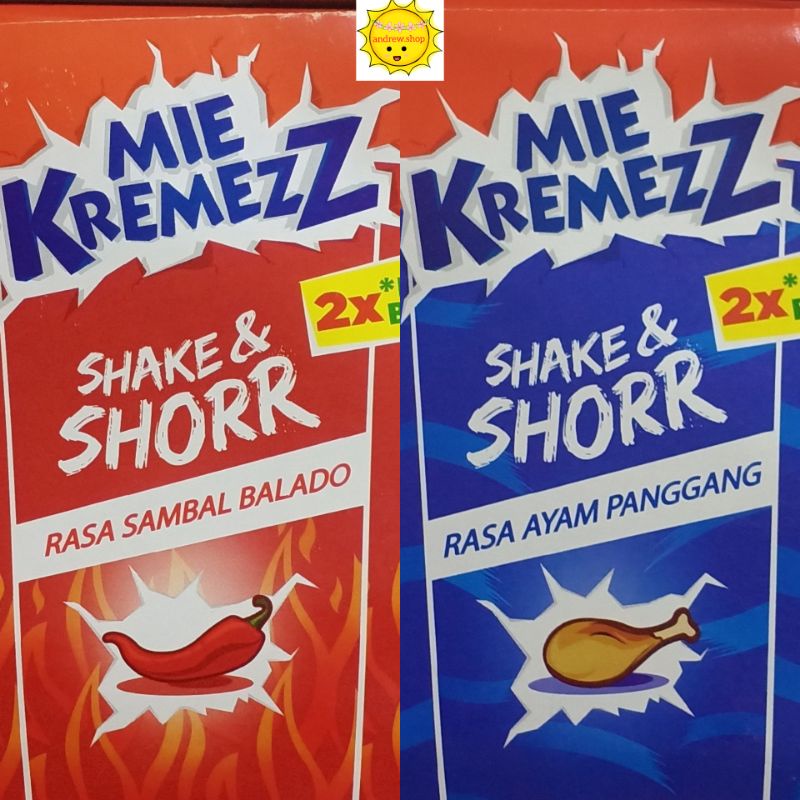 andrew.shop
MIE
KREMEZZ
2x*
SHAKE &
SHORR
RASA SAMBAL BALADO
MIE
KREMEZZ
2x*
SHAKE &
SHORR
RASA AYAM PANGGANG